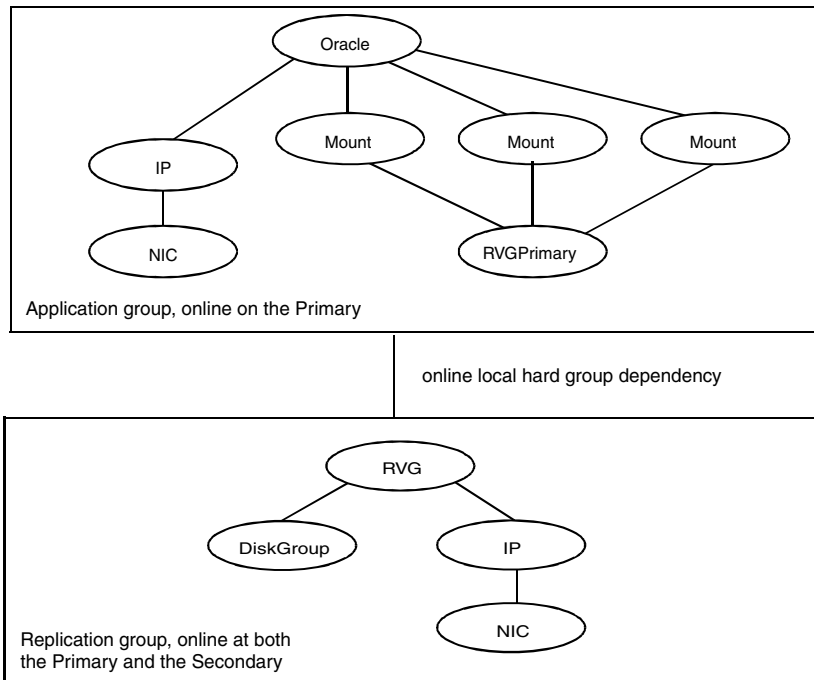 Oracle
Mount
Mount
Mount
IP
NIC
RVGPrimary
Application group, online on the Primary
online local hard group dependency
RVG
DiskGroup
IP
NIC
Replication group, online at both
the Primary and the Secondary